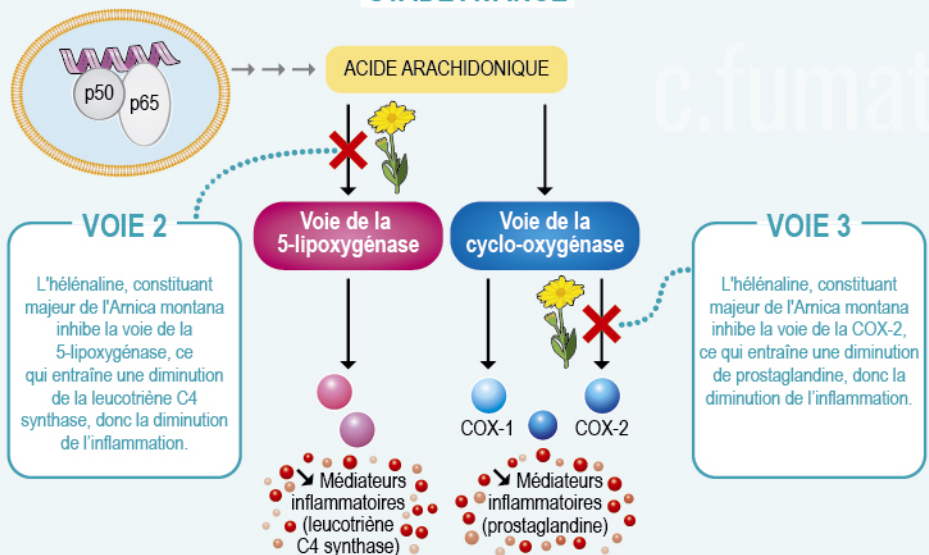 p50
p65
ACIDE ARACHIDONIQUE
c.fumat
VOIE 2
L'hélénaline, constituant
majeur de l'Arnica montana
inhibe la voie de la
5-lipoxygénase, ce
qui entraîne une diminution
de la leucotriène C4
synthase, donc la diminution
de l'inflammation.
Voie de la
5-lipoxygénase
Voie de la
cyclo-oxygénase
VOIE 3
L'hélénaline, constituant
majeur de l'Arnica montana
inhibe la voie de la COX-2,
ce qui entraîne une diminution
de prostaglandine, donc la
diminution de l'inflammation.
COX-1
COX-2
↘ Médiateurs
inflammatoires
(leucotriène
C4 synthase)
↘ Médiateurs
inflammatoires
(prostaglandine)